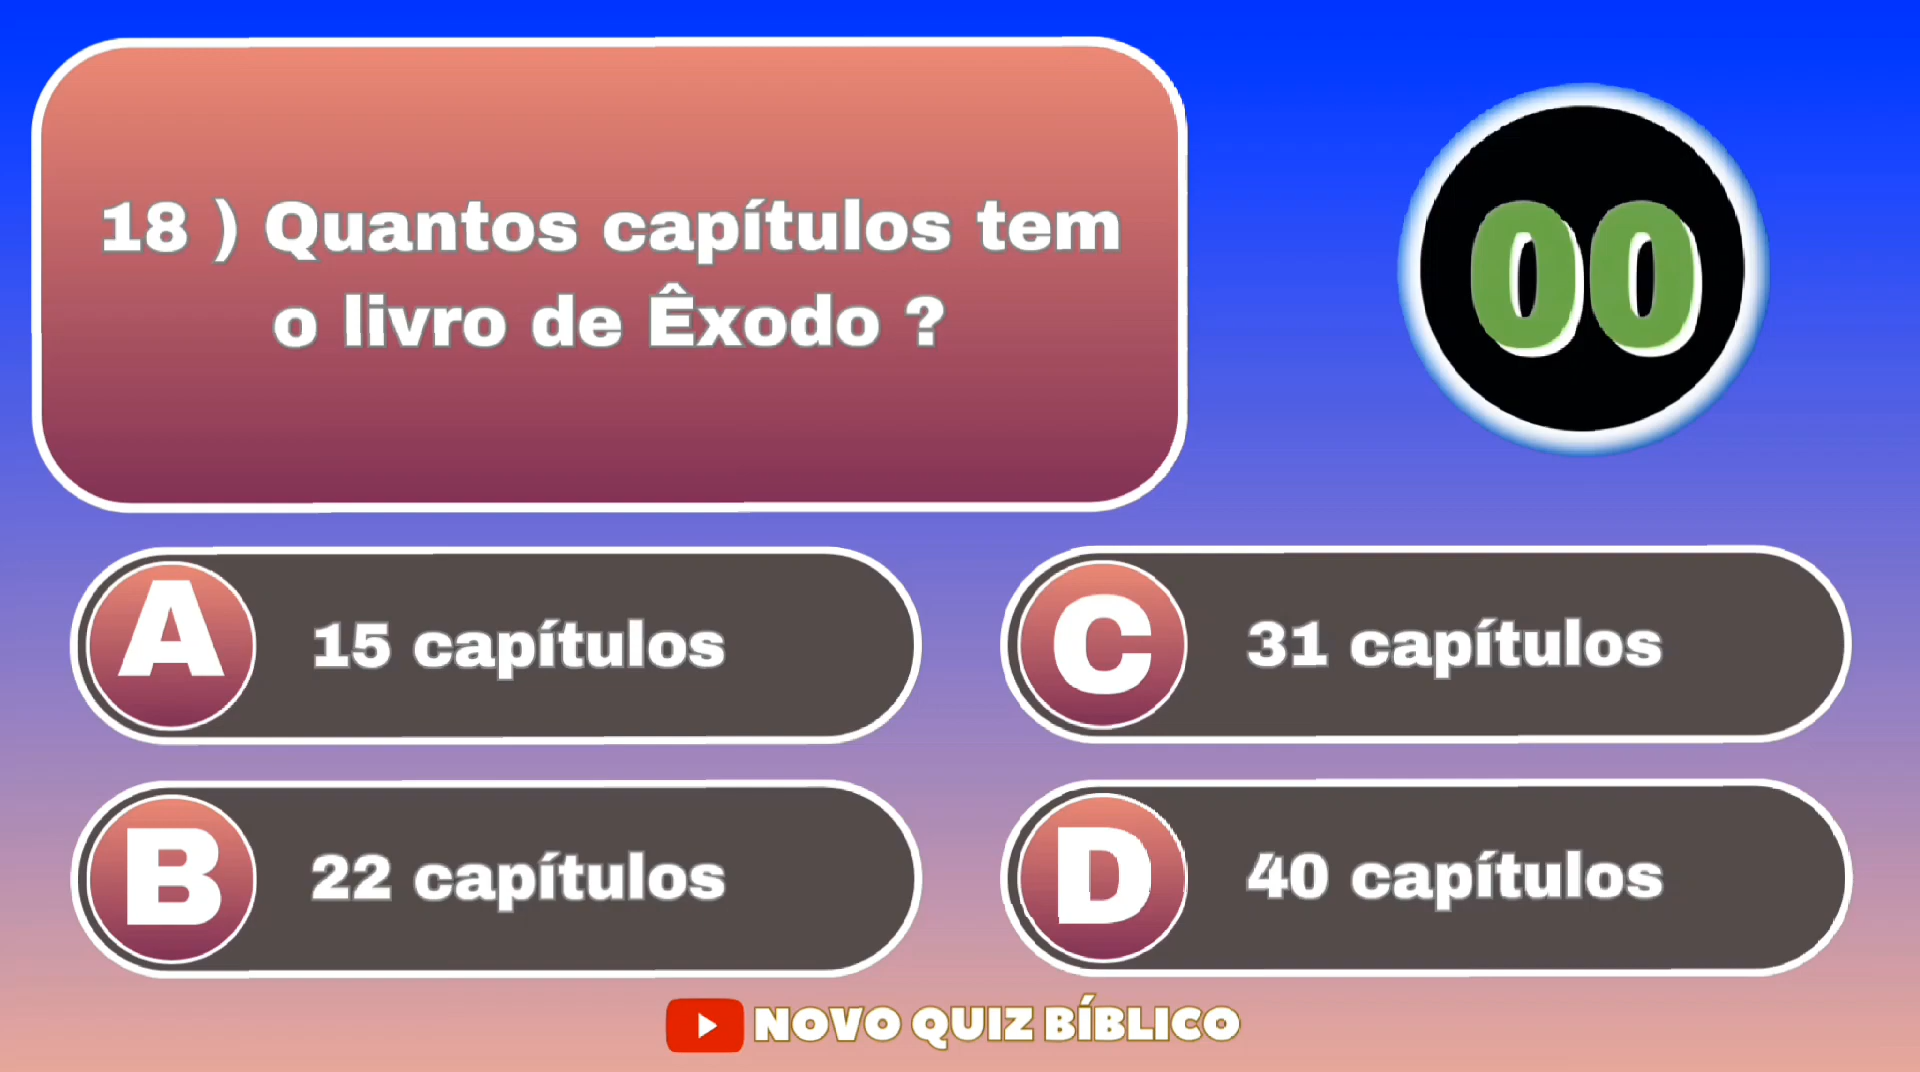 18 ) Quantos capítulos tem
o livro de Êxodo ?
00
A 15 capítulos
C 31 capítulos
B 22 capítulos
D 40 capítulos
NOVO QUIZ BÍBLICO